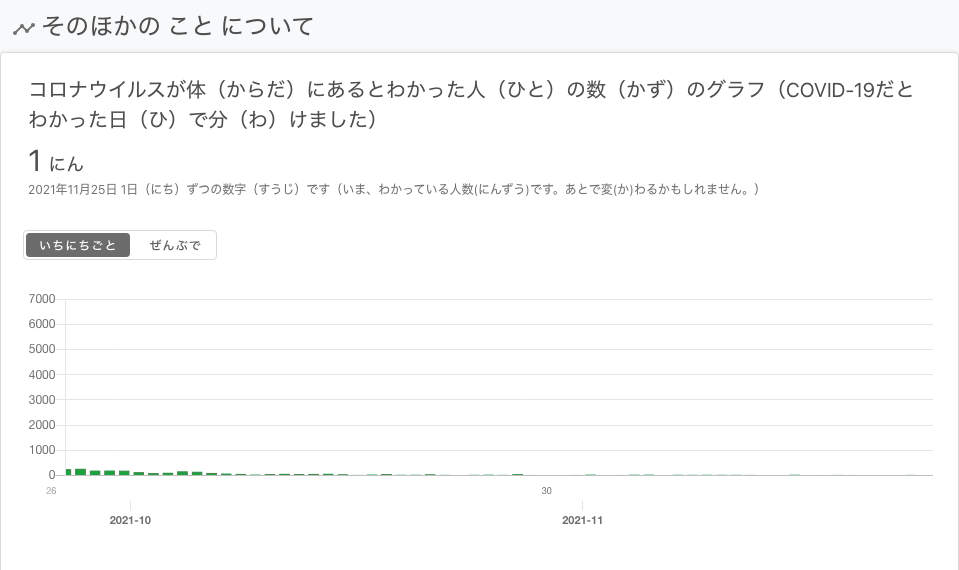 そのほかの こと について
コロナウイルスが体（からだ）にあるとわかった人（ひと）の数（かず）のグラフ（COVID-19だと
わかった日（ひ）で分（わ）けました）
1 にん
2021年11月25日 1日（にち）ずつの数字（すうじ）です（いま、わかっている人数(にんずう)です。あとで変(か)わるかもしれません。）
いちにちごと ぜんぶで
7000
6000
5000
4000
3000
2000
1000
0
26 30
2021-10 2021-11